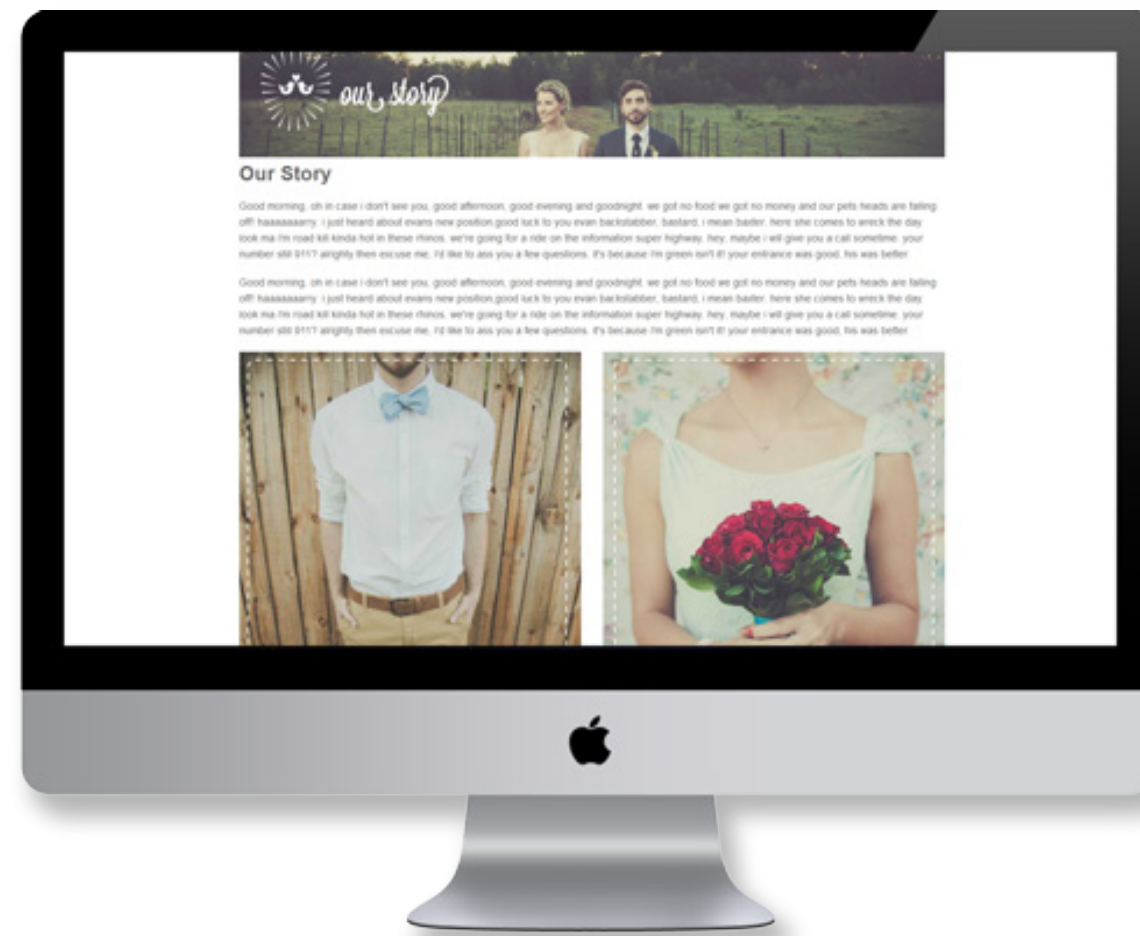 our story
Our Story
Good morning, oh in case i don't see you, good afternoon, good evening and goodnight. we got no food we got no money and our pets heads are falling
off! haaaaaaarry. i just heard about evans new position,good luck to you evan backstabber, bastard, i mean baxter. here she comes to wreck the day.
look ma i'm road kill kinda hot in these rhinos. we're going for a ride on the information super highway. hey, maybe i will give you a call sometime. your
number still 911? alrighty then excuse me, i'd like to ass you a few questions. it's because i'm green isn't it! your entrance was good, his was better.
Good morning, oh in case i don't see you, good afternoon, good evening and goodnight. we got no food we got no money and our pets heads are falling
off! haaaaaaarry. i just heard about evans new position,good luck to you evan backstabber, bastard, i mean baxter. here she comes to wreck the day.
look ma i'm road kill kinda hot in these rhinos. we're going for a ride on the information super highway. hey, maybe i will give you a call sometime. your
number still 911? alrighty then excuse me, i'd like to ass you a few questions. it's because i'm green isn't it! your entrance was good, his was better.